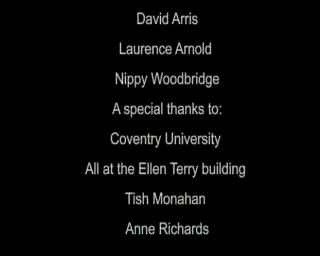 David Arris
Laurence Arnold
Nippy Woodbridge
A special thanks to:
Coventry University
All at the Ellen Terry building
Tish Monahan
Anne Richards